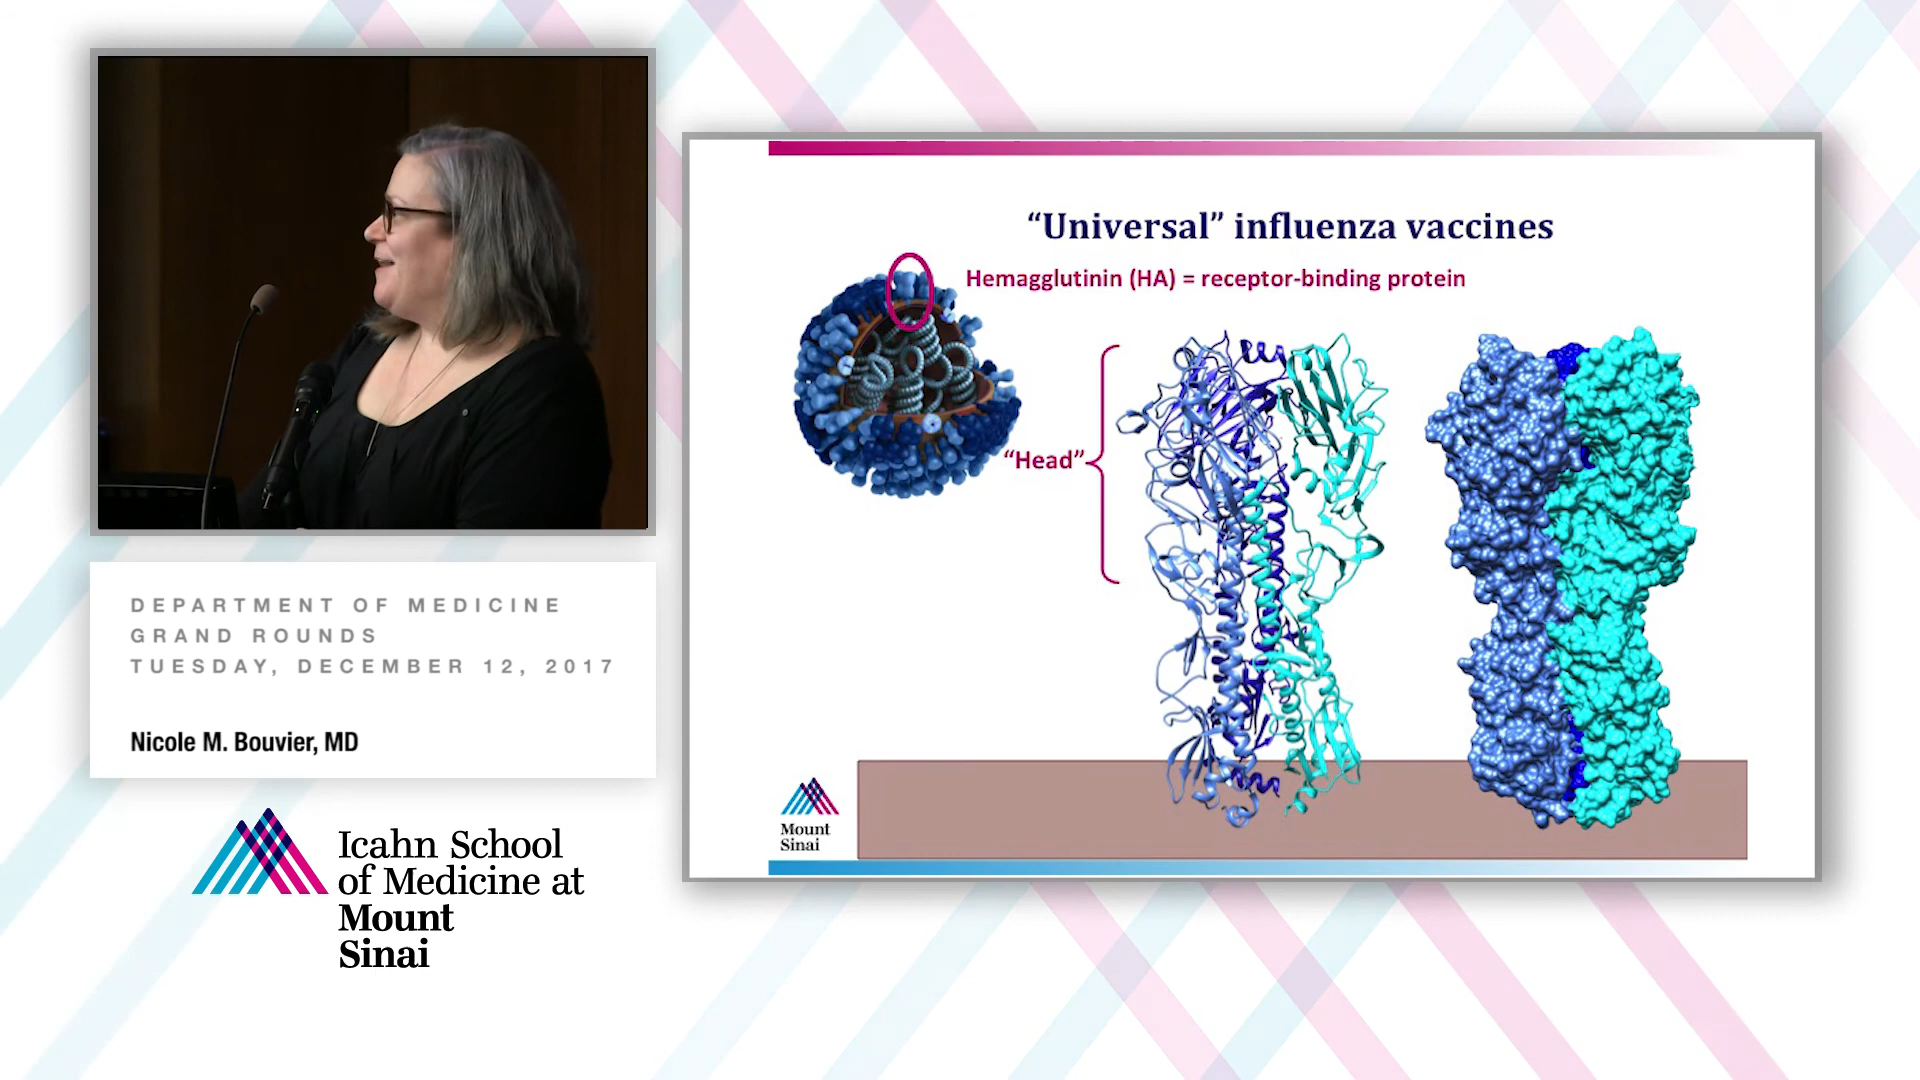 DEPARTMENT OF MEDICINE
GRAND ROUNDS
TUESDAY, DECEMBER 12, 2017
Nicole M. Bouvier, MD
Icahn School
of Medicine at
Mount
Sinai
“Universal” influenza vaccines
Hemagglutinin (HA) = receptor-binding protein
“Head”
Mount
Sinai